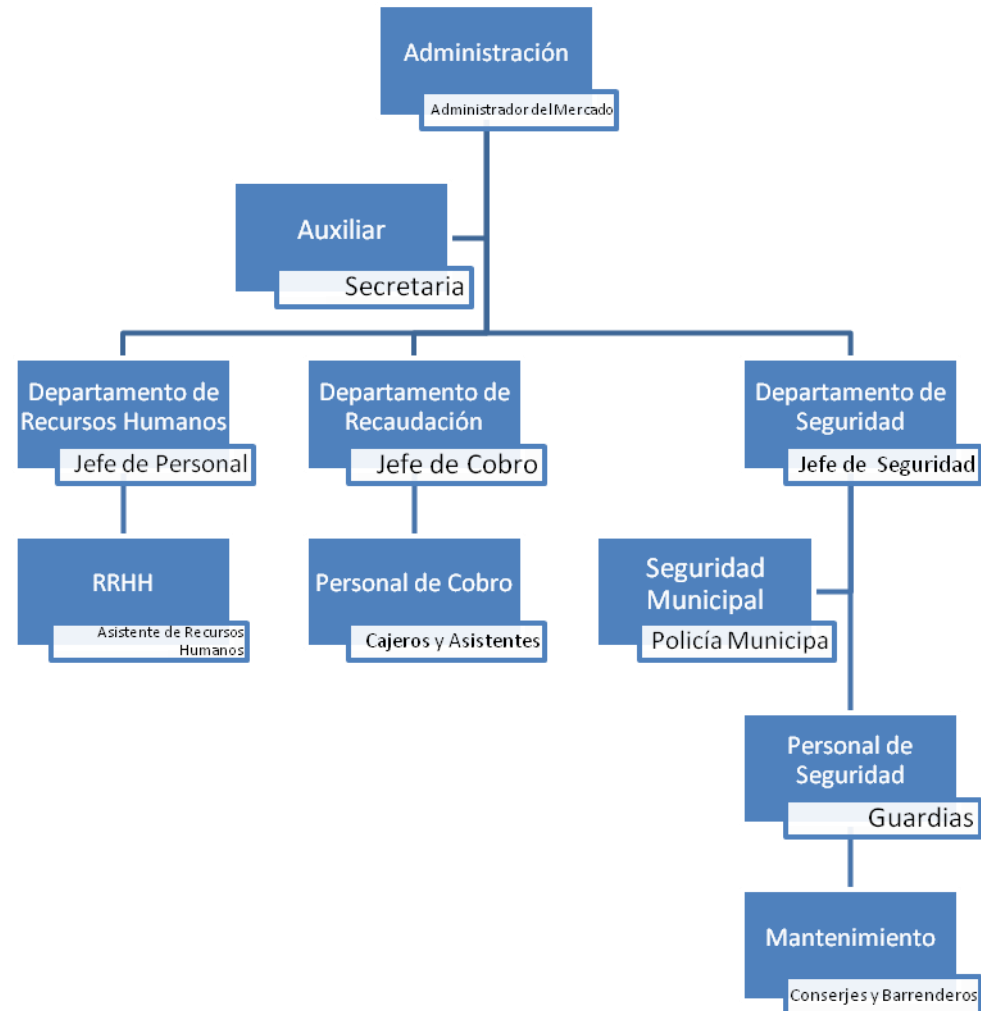 Administración
Administrador del Mercado
Auxiliar
Secretaria
Departamento de
Recursos Humanos
Jefe de Personal
Departamento de
Recaudación
Jefe de Cobro
Departamento de
Seguridad
Jefe de Seguridad
RRHH
Asistente de Recursos
Humanos
Personal de Cobro
Cajeros y Asistentes
Seguridad
Municipal
Policía Municipa
Personal de
Seguridad
Guardias
Mantenimiento
Conserjes y Barrenderos